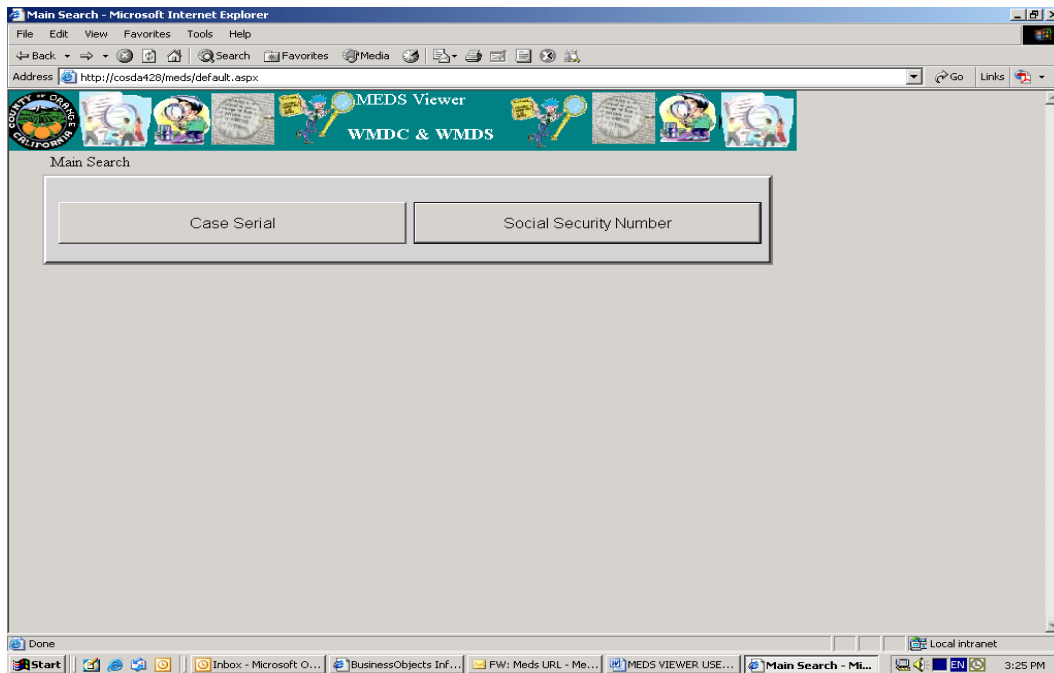 Main Search - Microsoft Internet Explorer
File Edit View Favorites Tools Help
Back Search Favorites Media
Address http://cosda428/meds/default.aspx Go Links
COUNTY OF ORANGE CALIFORNIA
MEDS Viewer
WMDC & WMDS
Main Search
Case Serial Social Security Number
Done Local intranet
Start Inbox - Microsoft O... BusinessObjects Inf... FW: Meds URL - Me... MEDS VIEWER USE... Main Search - Mi... EN 3:25 PM